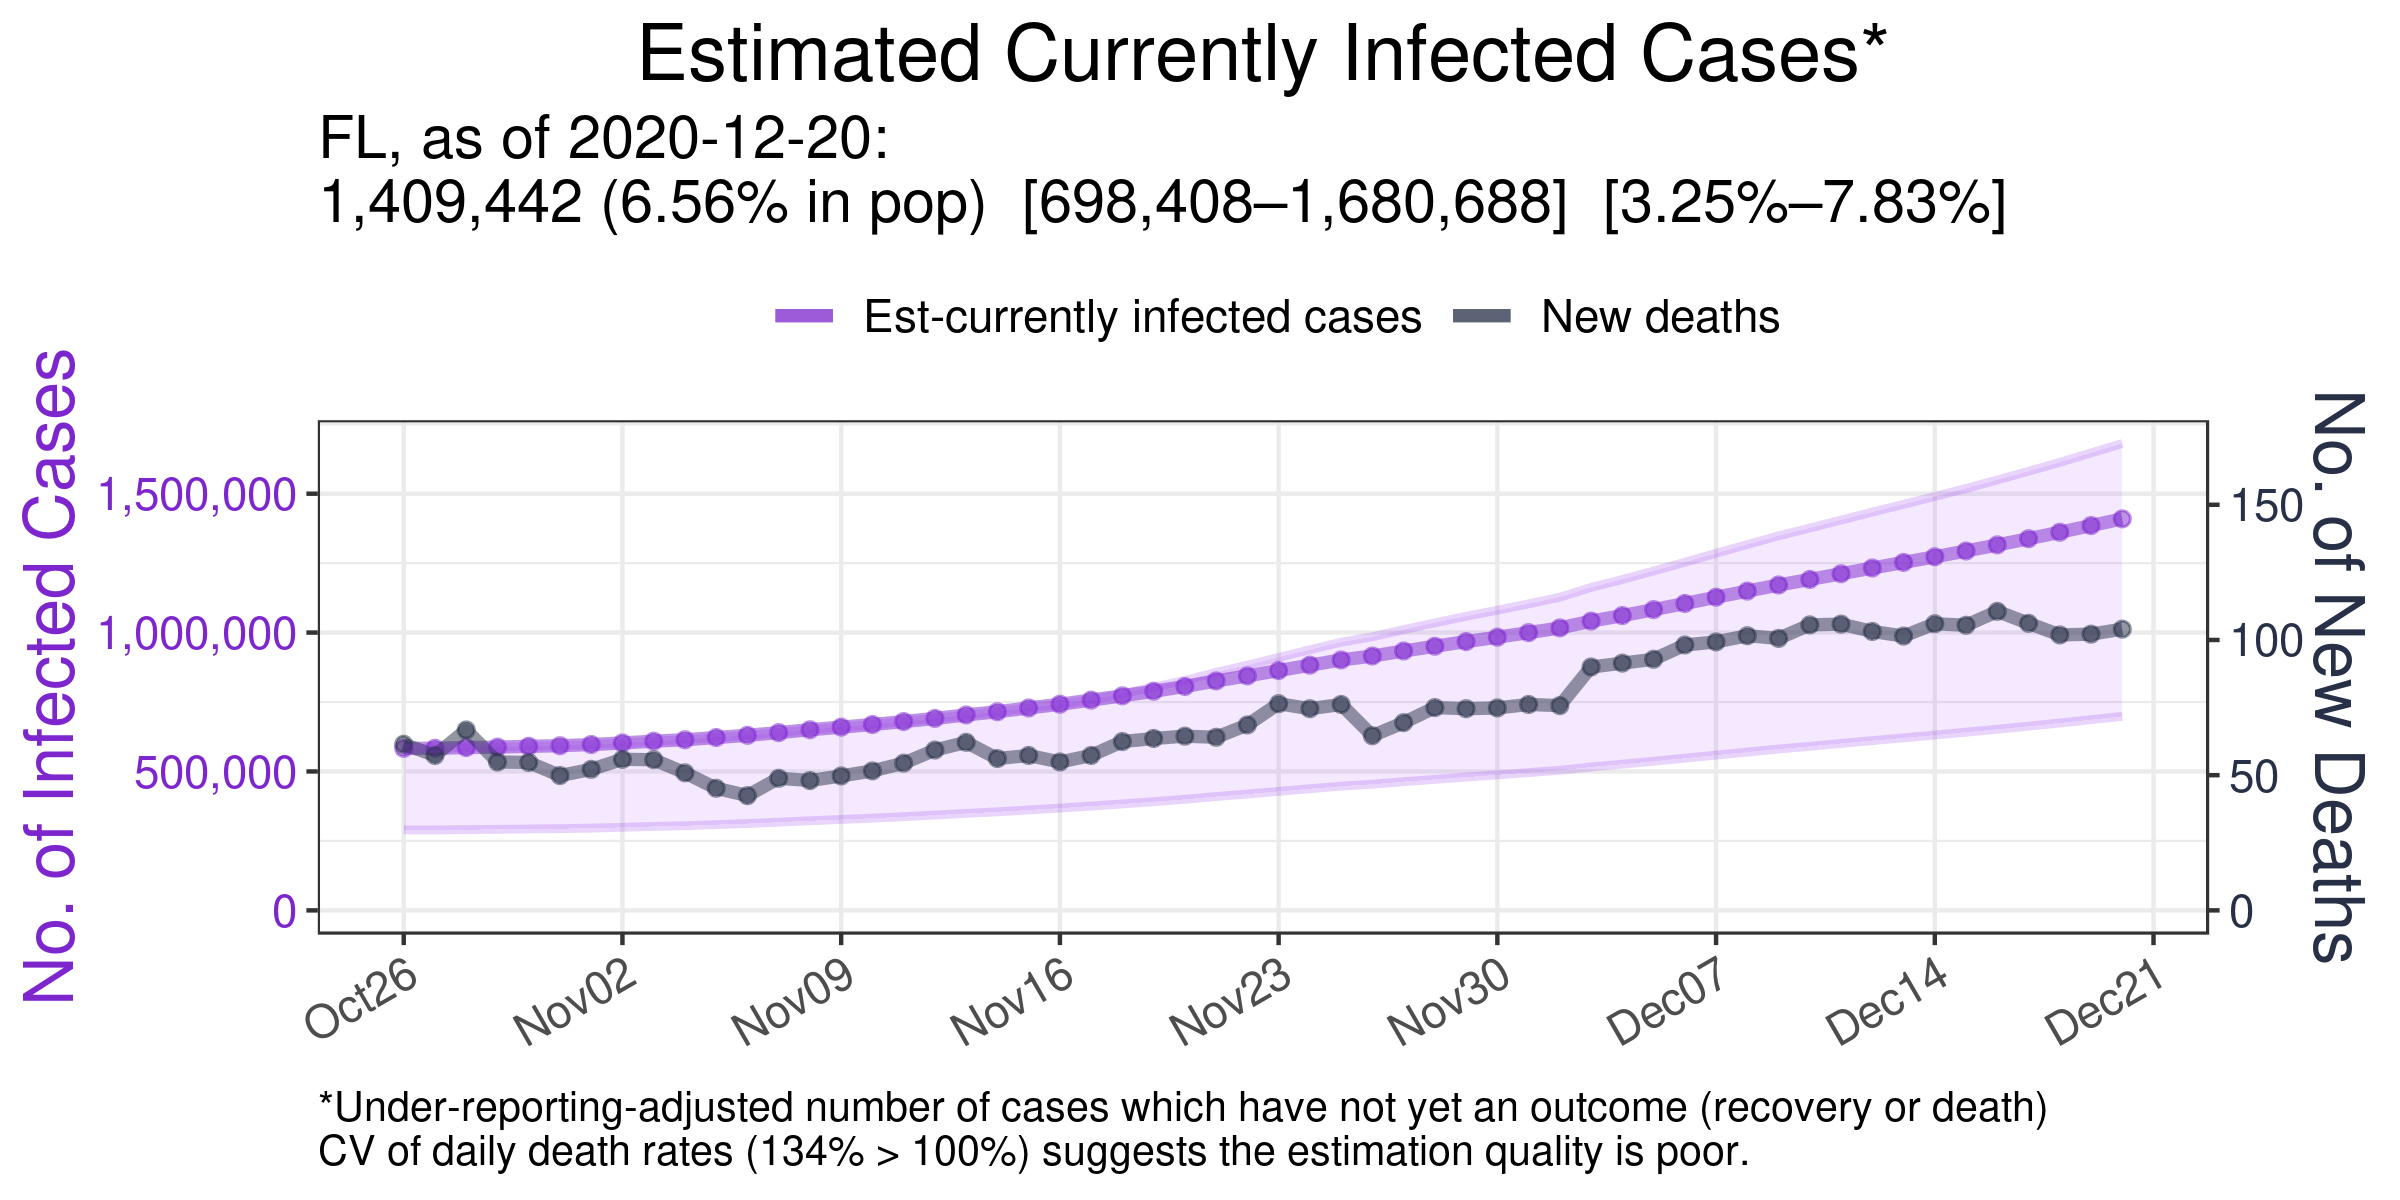 Estimated Currently Infected Cases*
FL, as of 2020-12-20:
1,409,442 (6.56% in pop)  [698,408–1,680,688]  [3.25%–7.83%]
Est-currently infected cases
New deaths
No. of Infected Cases
1,500,000
1,000,000
500,000
0
150
100
50
0
No. of New Deaths
Oct26
Nov02
Nov09
Nov16
Nov23
Nov30
Dec07
Dec14
Dec21
*Under-reporting-adjusted number of cases which have not yet an outcome (recovery or death)
CV of daily death rates (134% > 100%) suggests the estimation quality is poor.